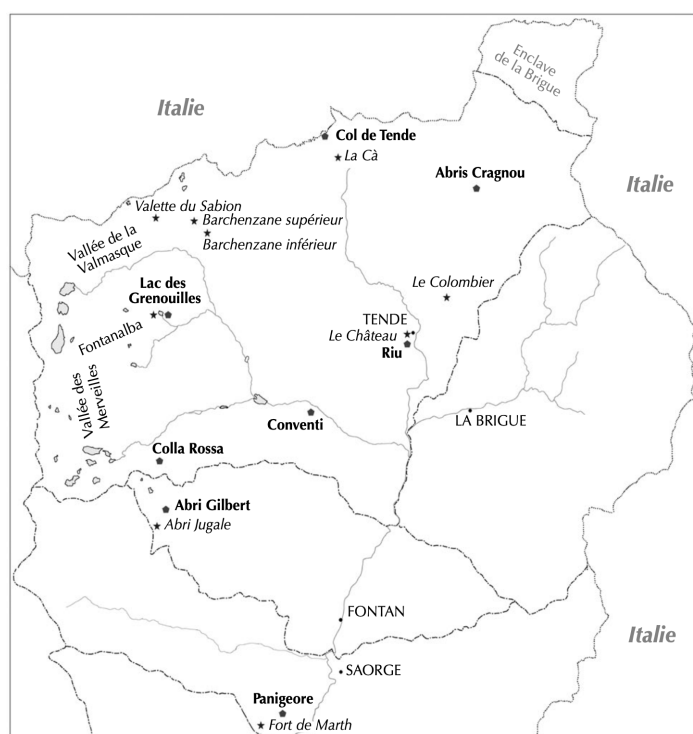 Enclave
de la Brigue
Italie
Col de Tende
La Cà
Abris Cragnou
Italie
Valette du Sabion
Barchenzane supérieur
Barchenzane inférieur
Vallée de la
Valmasque
Lac des
Grenouilles
Le Colombier
Fontanalba
TENDE
Le Château
Riu
Vallée des
Merveilles
Conventi
LA BRIGUE
Colla Rossa
Abri Gilbert
Abri Jugale
FONTAN
Italie
SAORGE
Panigeore
Fort de Marth